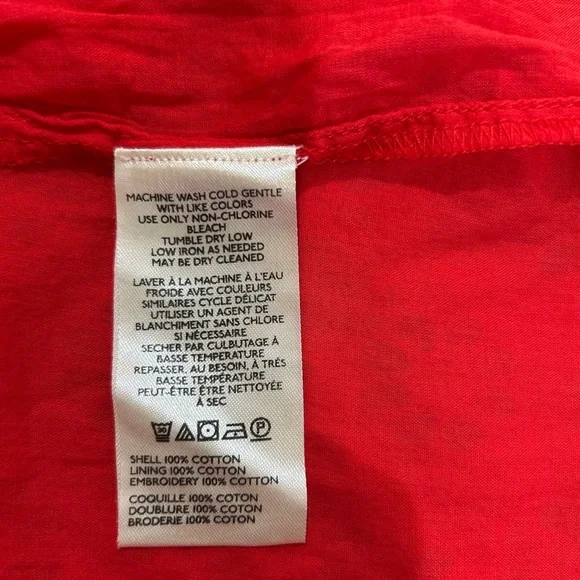 MACHINE WASH COLD GENTLE
WITH LIKE COLORS
USE ONLY NON-CHLORINE
BLEACH
TUMBLE DRY LOW
LOW IRON AS NEEDED
MAY BE DRY CLEANED
LAVER À LA MACHINE À L'EAU
FROIDE AVEC COULEURS
SIMILAIRES CYCLE DÉLICAT
UTILISER UN AGENT DE
BLANCHIMENT SANS CHLORE
SI NÉCESSAIRE
SECHER PAR CULBUTAGE À
BASSE TEMPERATURE
REPASSER, AU BESOIN, À TRÉS
BASSE TEMPÉRATURE
PEUT-ÊTRE ÊTRE NETTOYÉE
À SEC
30 P
SHELL 100% COTTON
LINING 100% COTTON
EMBROIDERY 100% COTTON
COQUILLE 100% COTON
DOUBLURE 100% COTON
BRODERIE 100% COTON